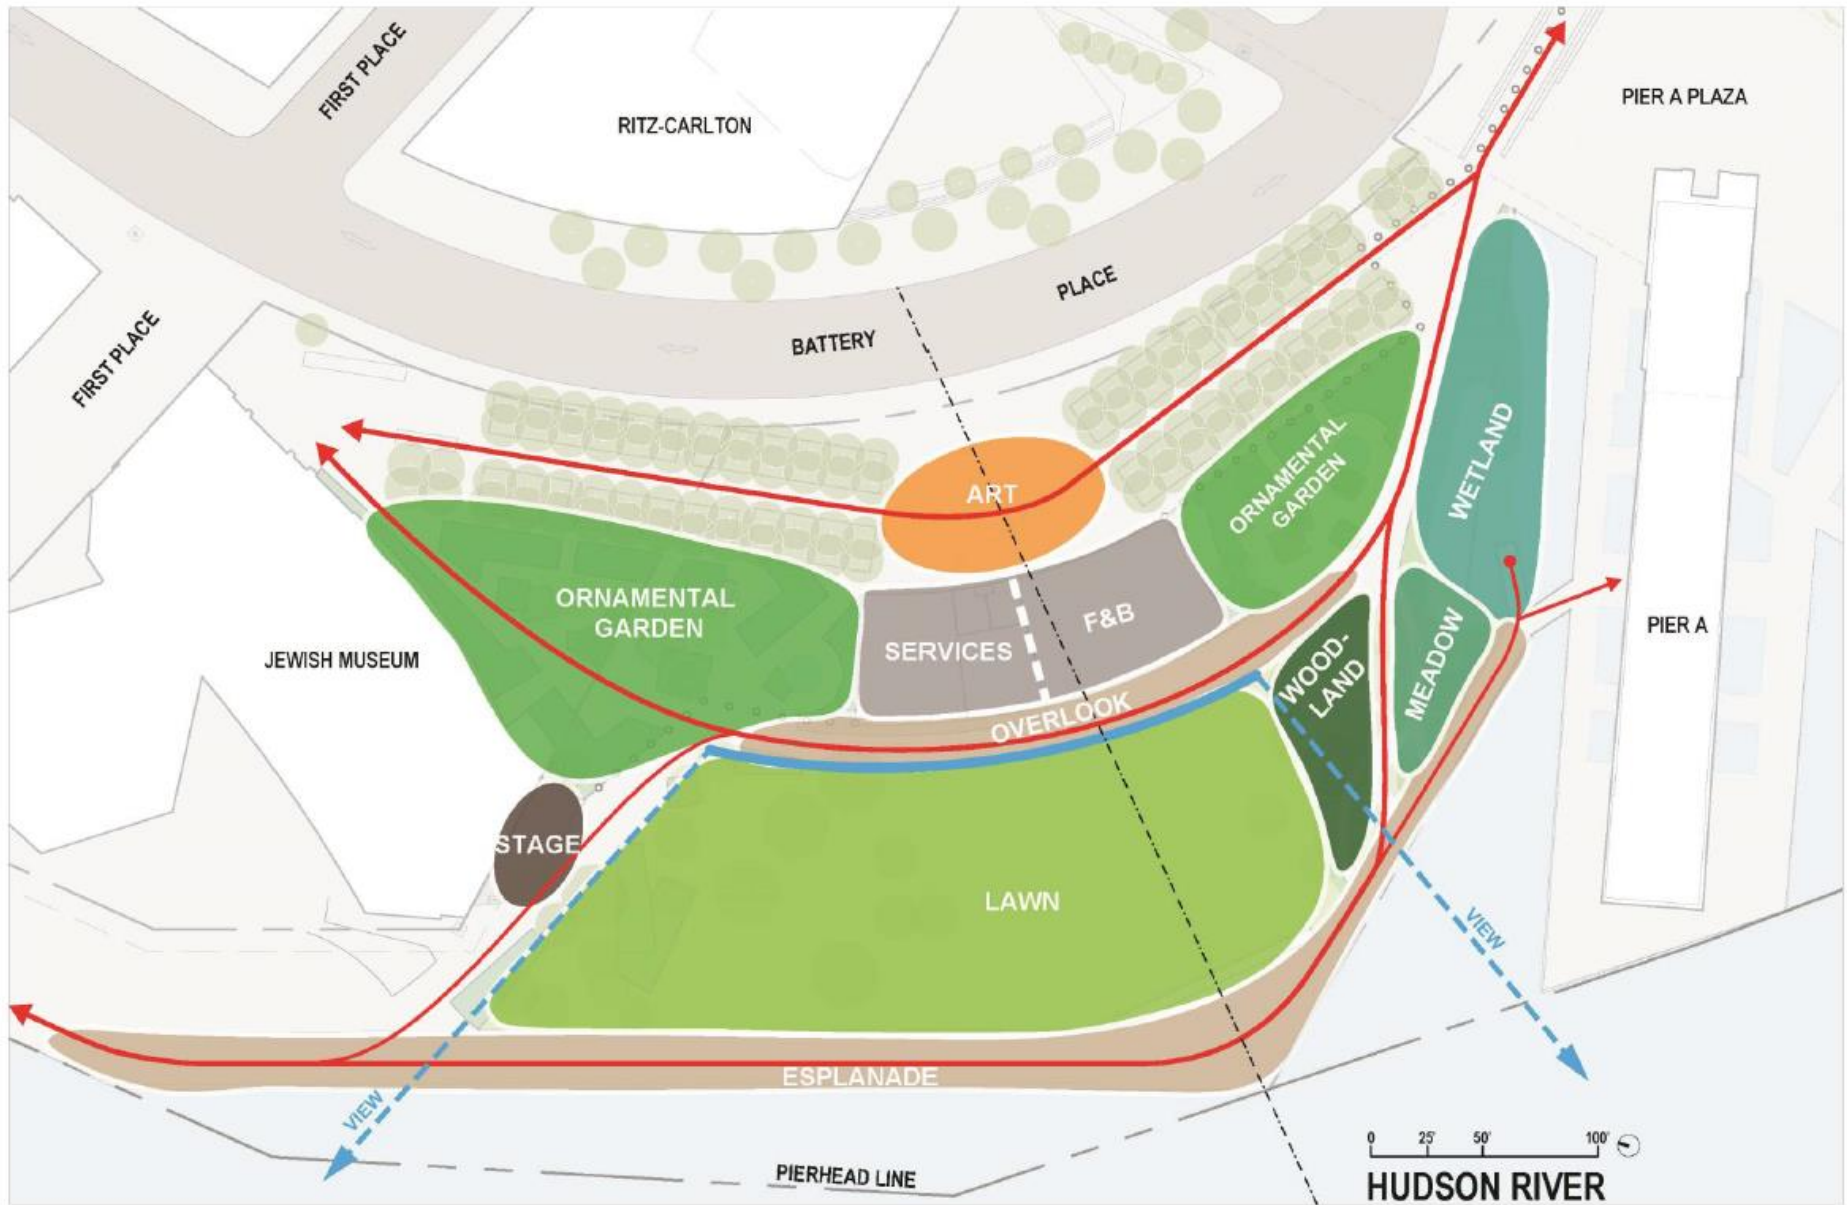 FIRST PLACE
RITZ-CARLTON
PIER A PLAZA
FIRST PLACE
BATTERY
PLACE
ART
ORNAMENTAL
GARDEN
WETLAND
ORNAMENTAL
GARDEN
SERVICES
F&B
JEWISH MUSEUM
OVERLOOK
WOOD-
LAND
MEADOW
PIER A
STAGE
LAWN
VIEW
ESPLANADE
VIEW
PIERHEAD LINE
0 25' 50' 100'
HUDSON RIVER